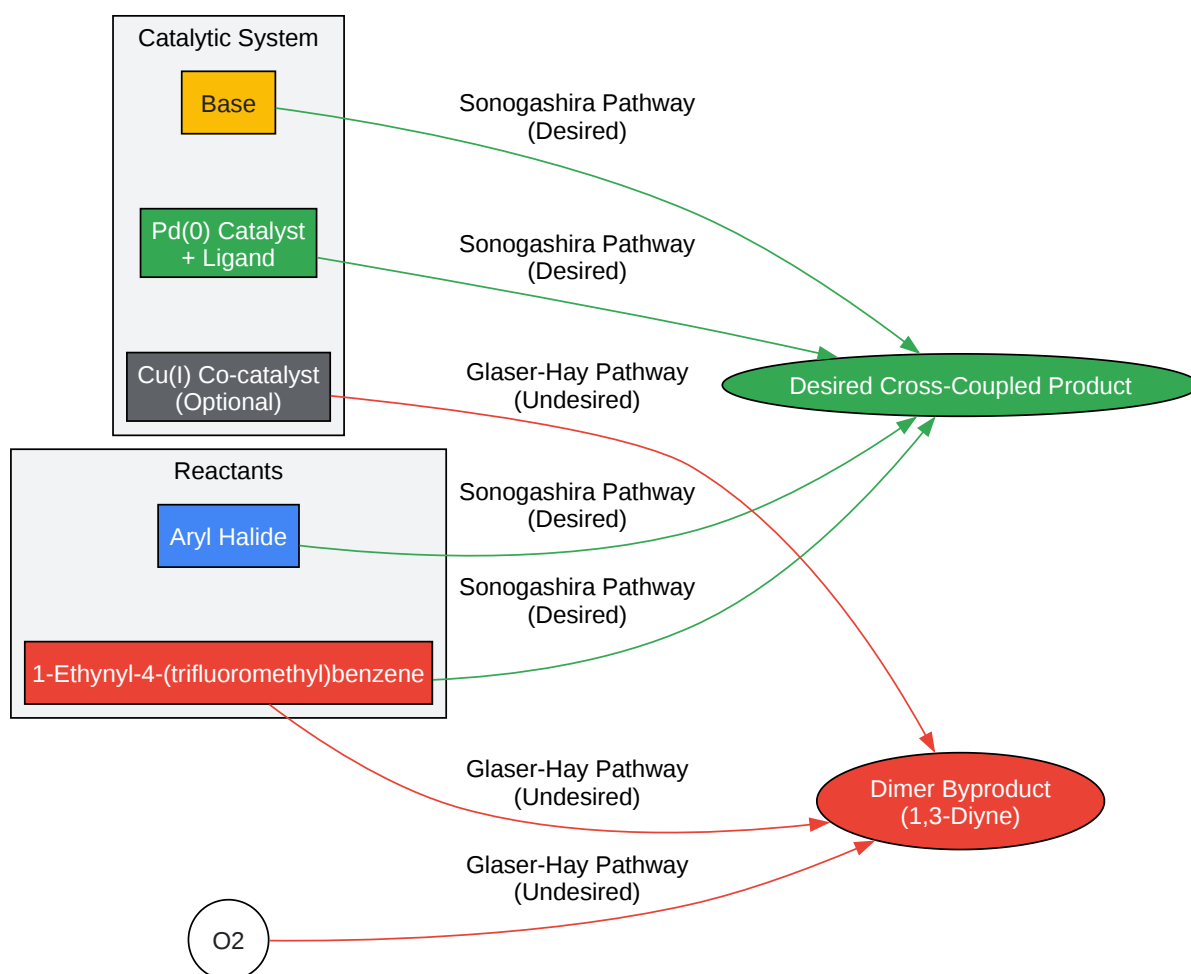 Catalytic System
Base
Sonogashira Pathway
(Desired)
Pd(0) Catalyst
+ Ligand
Sonogashira Pathway
(Desired)
Cu(I) Co-catalyst
(Optional)
Glaser-Hay Pathway
(Undesired)
Desired Cross-Coupled Product
Reactants
Aryl Halide
Sonogashira Pathway
(Desired)
1-Ethynyl-4-(trifluoromethyl)benzene
Sonogashira Pathway
(Desired)
Glaser-Hay Pathway
(Undesired)
Dimer Byproduct
(1,3-Diyne)
Glaser-Hay Pathway
(Undesired)
O2